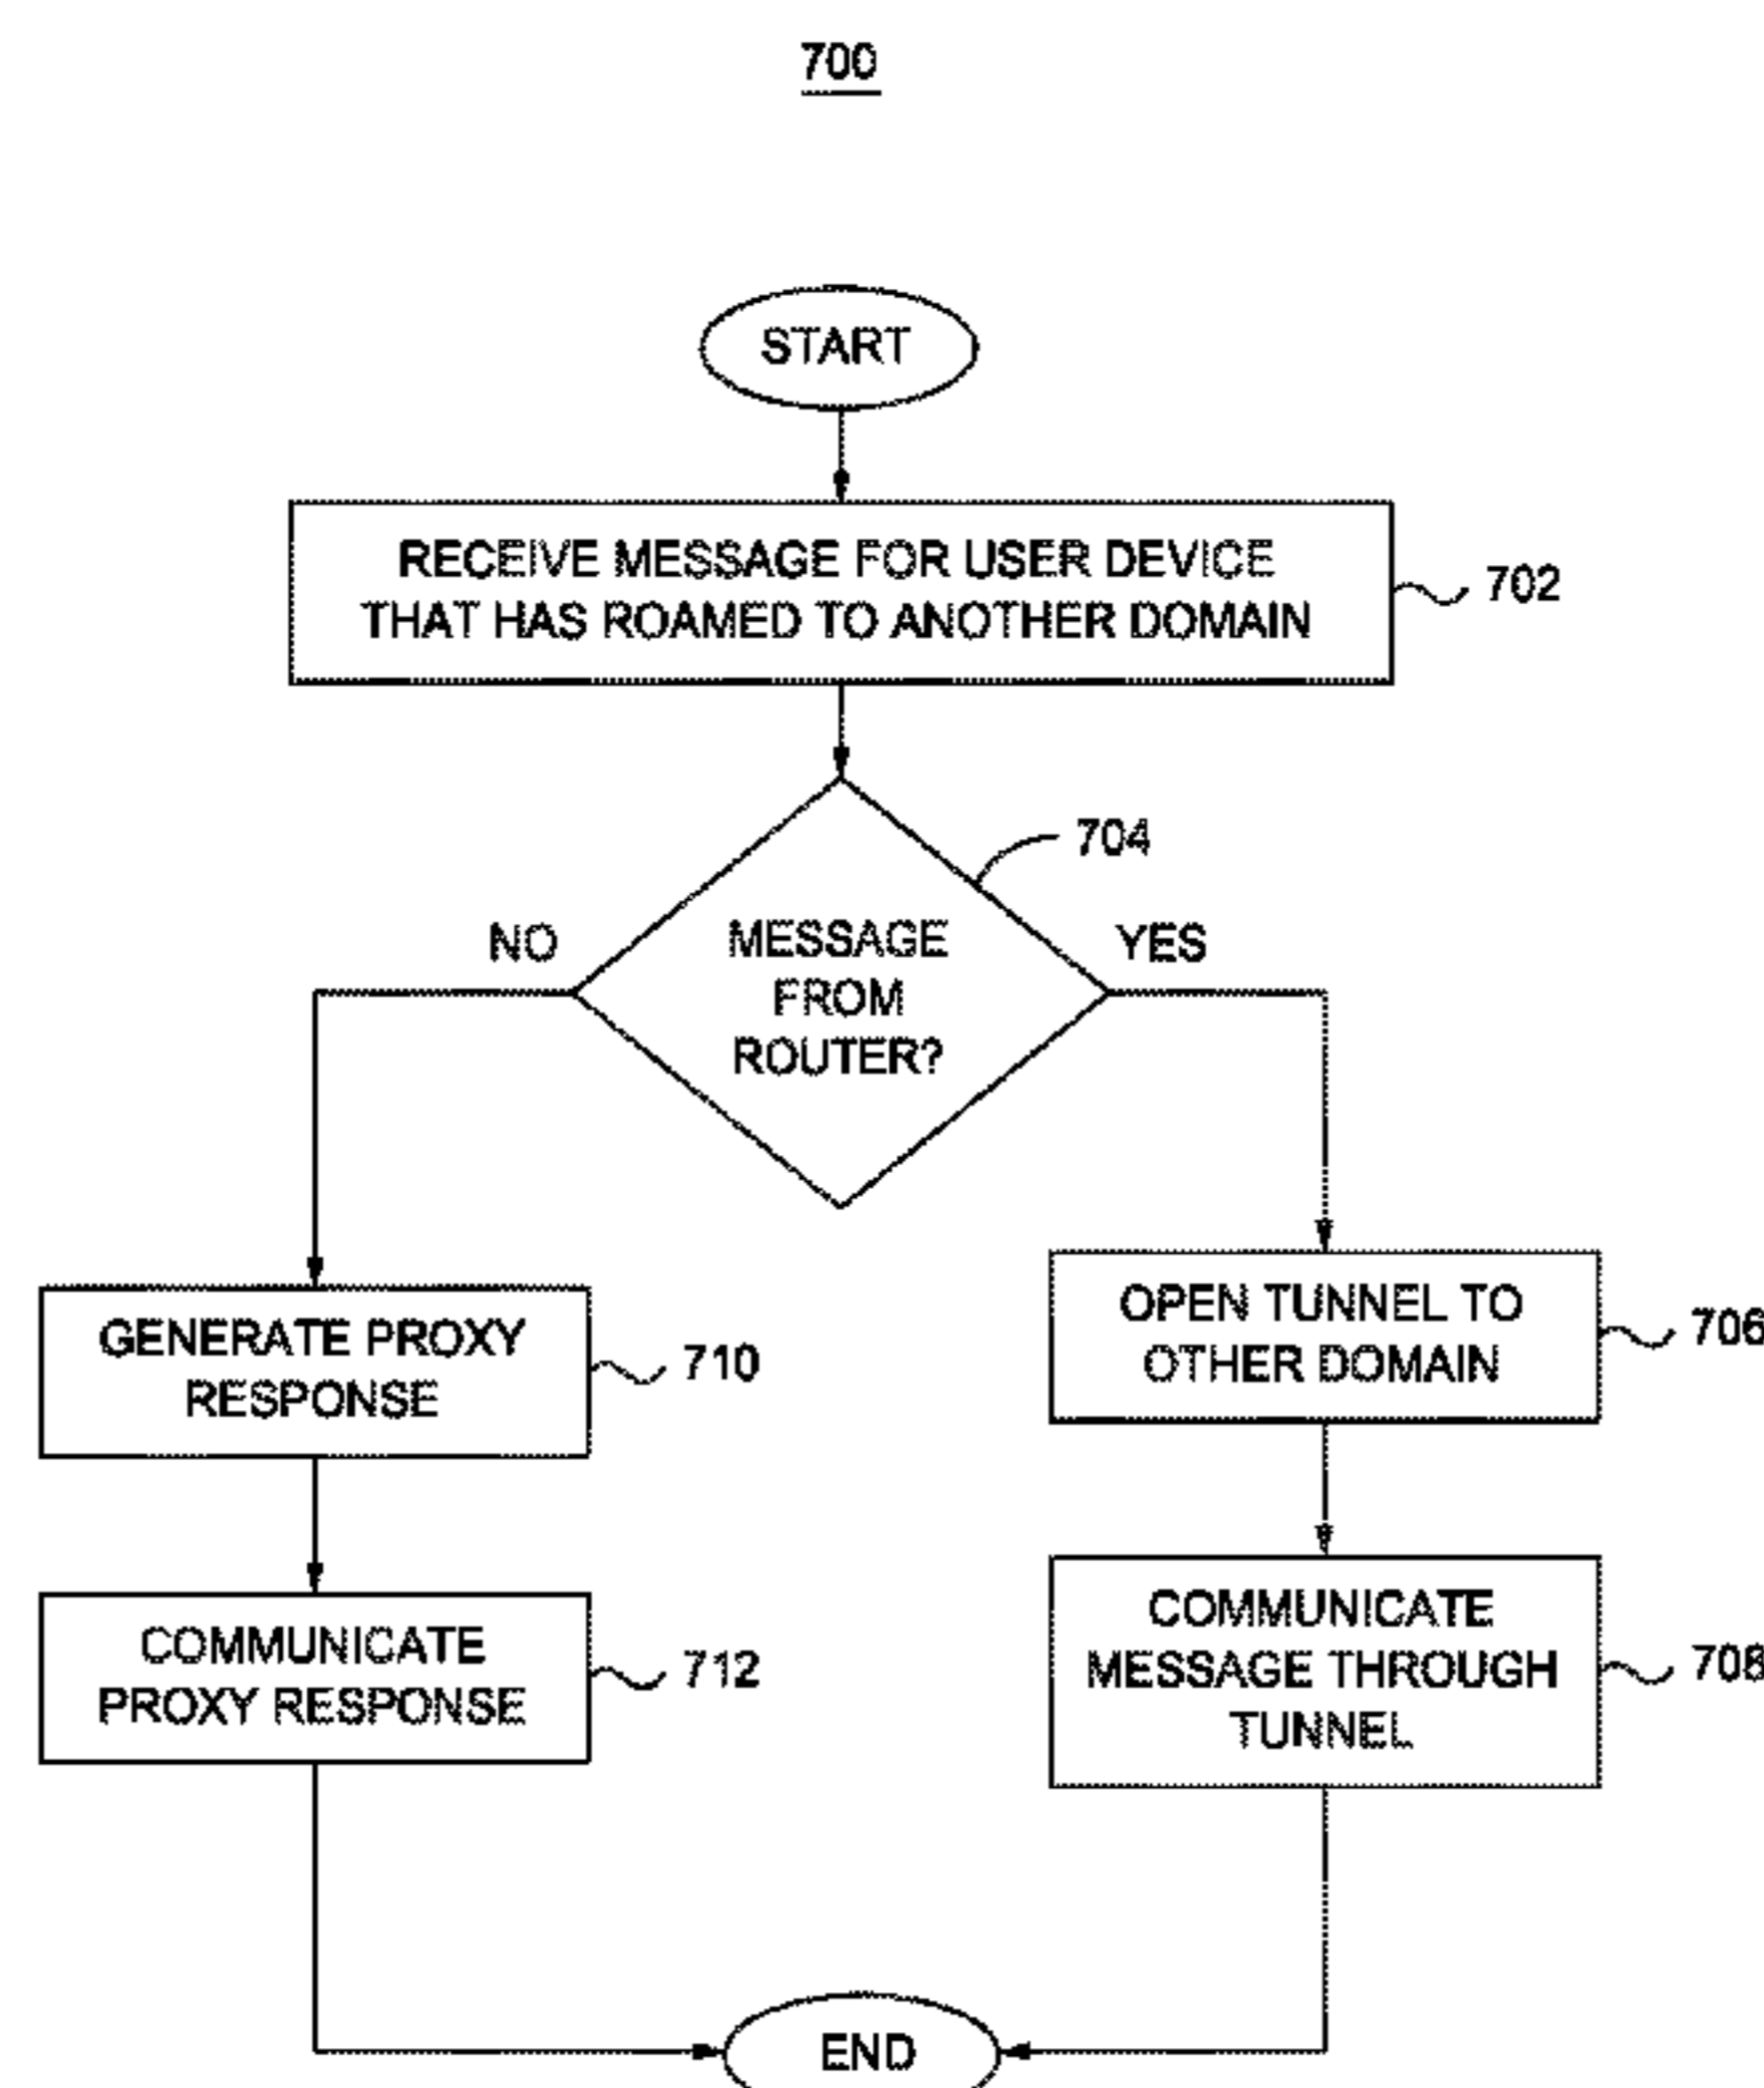 700
START
RECEIVE MESSAGE FOR USER DEVICE
THAT HAS ROAMED TO ANOTHER DOMAIN
702
704
NO
MESSAGE
FROM
ROUTER?
YES
GENERATE PROXY
RESPONSE
710
OPEN TUNNEL TO
OTHER DOMAIN
706
COMMUNICATE
PROXY RESPONSE
712
COMMUNICATE
MESSAGE THROUGH
TUNNEL
708
END